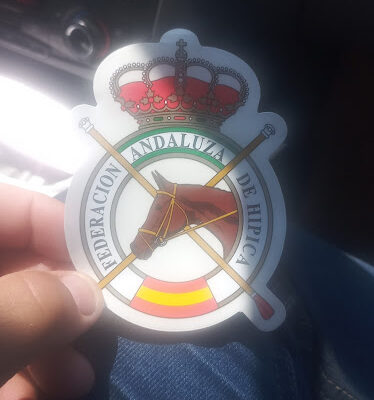 FEDERACION ANDALUZA DE HIPICA